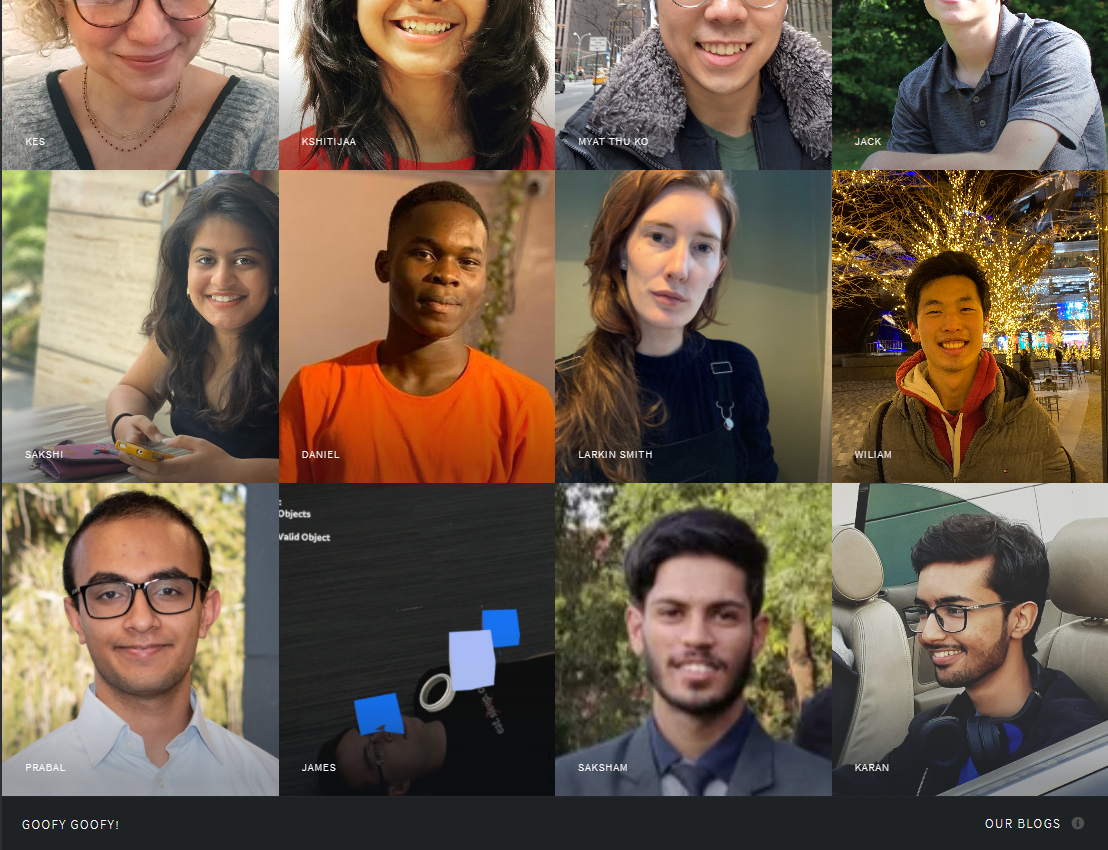 KES
KSHITIJAA
MYAT THU KO
JACK
SAKSHI
DANIEL
LARKIN SMITH
WILIAM
Objects
Valid Object
PRABAL
JAMES
SAKSHAM
KARAN
GOOFY GOOFY!
OUR BLOGS